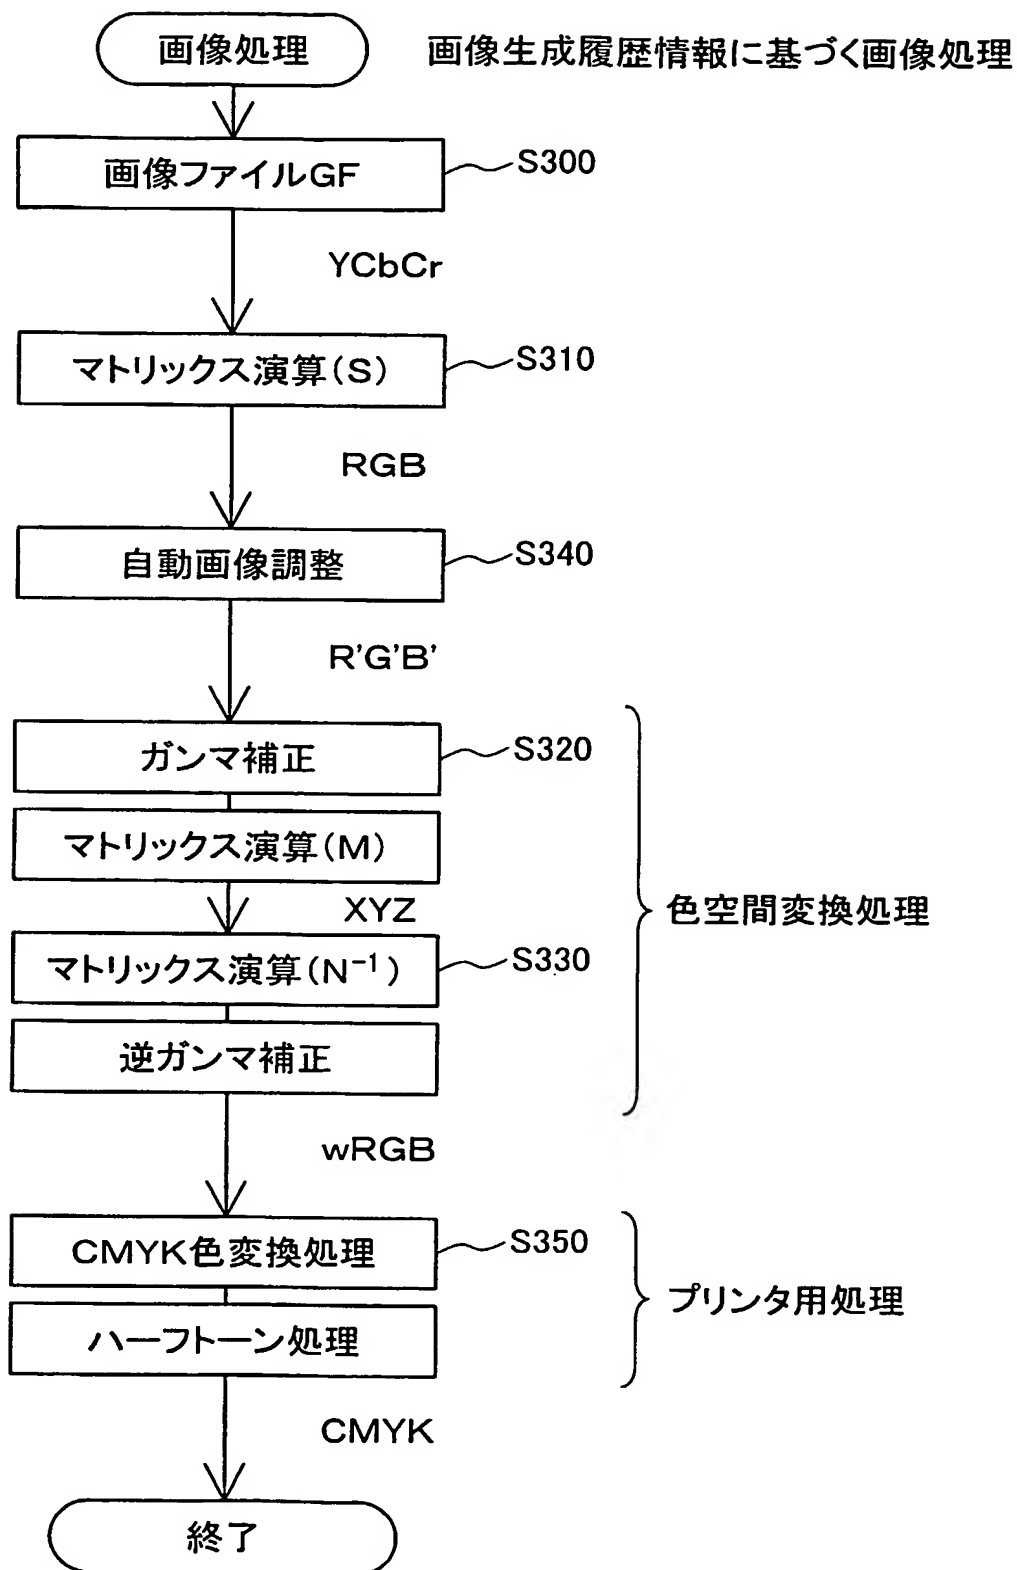 画像処理
画像生成履歴情報に基づく画像処理
画像ファイルGF
S300
YCbCr
マトリックス演算(S)
S310
RGB
自動画像調整
S340
R'G'B'
ガンマ補正
S320
マトリックス演算(M)
XYZ
色空間変換処理
マトリックス演算(N⁻¹)
S330
逆ガンマ補正
wRGB
CMYK色変換処理
S350
プリンタ用処理
ハーフトーン処理
CMYK
終了